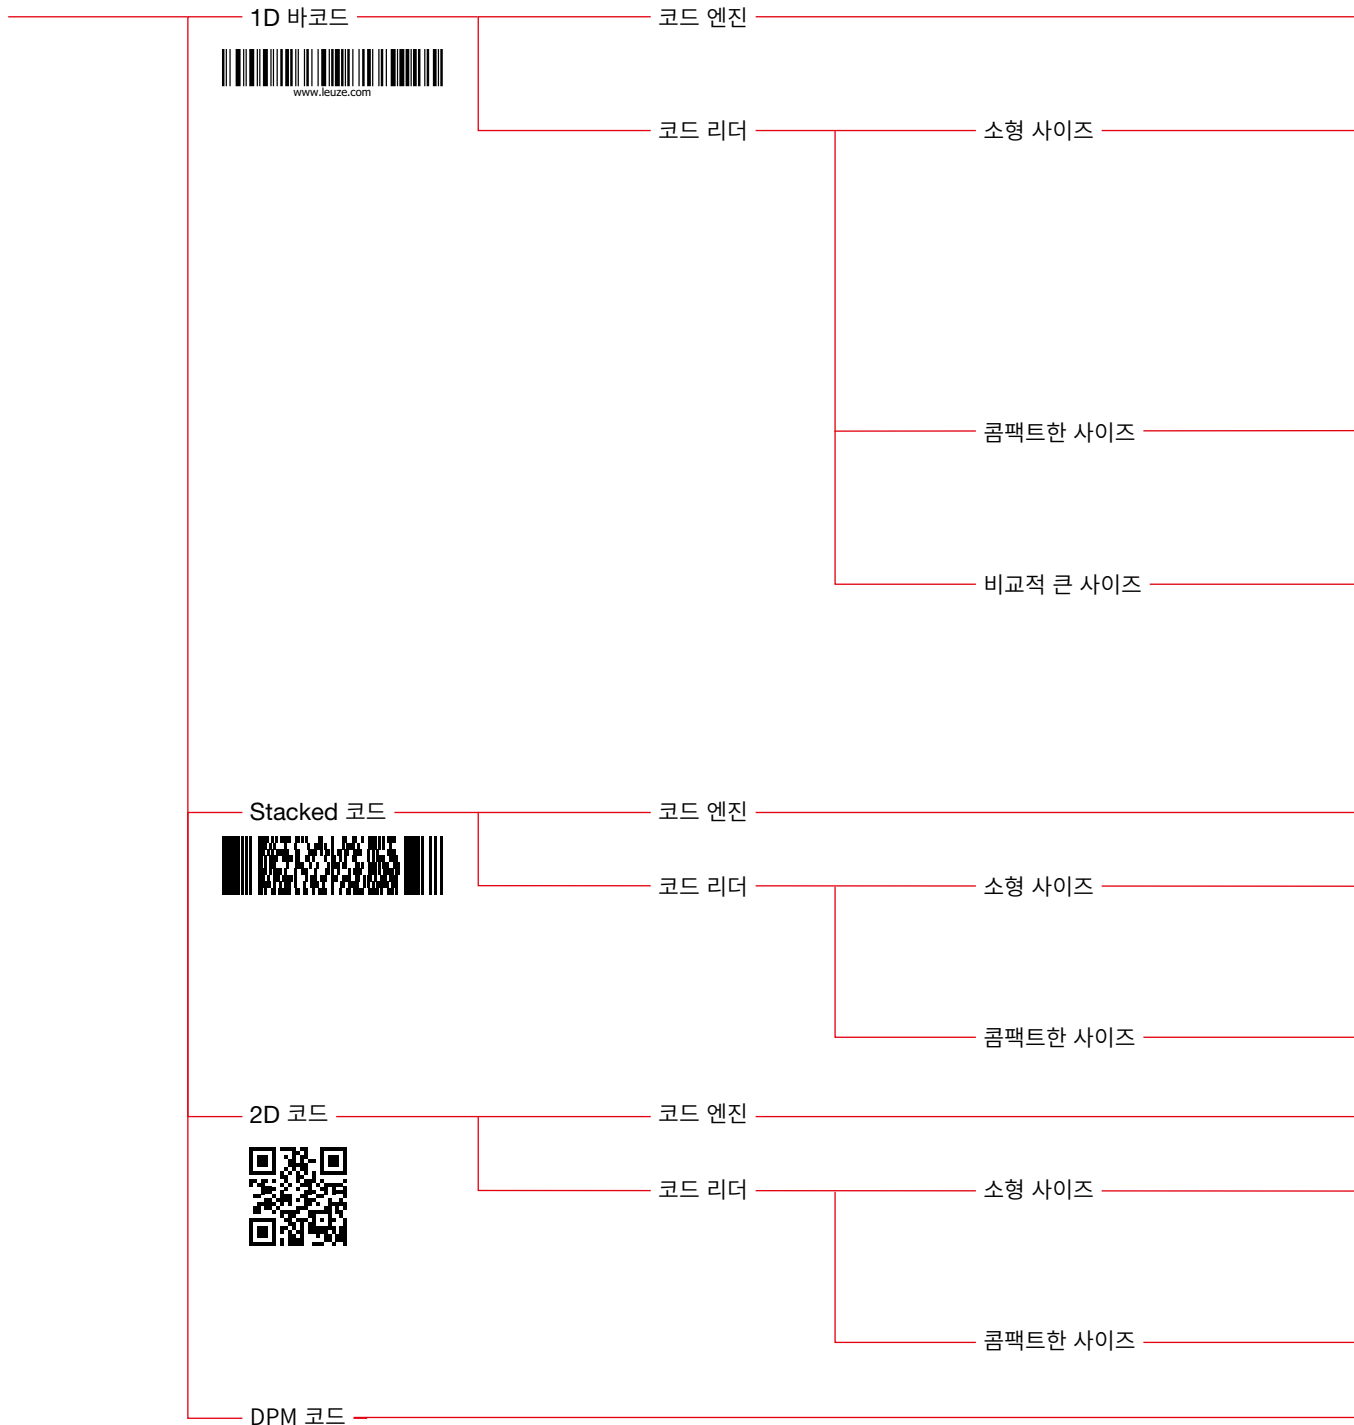 1D 바코드
코드 엔진
www.leuze.com
코드 리더
소형 사이즈
콤팩트한 사이즈
비교적 큰 사이즈
Stacked 코드
코드 엔진
코드 리더
소형 사이즈
콤팩트한 사이즈
2D 코드
코드 엔진
코드 리더
소형 사이즈
콤팩트한 사이즈
DPM 코드